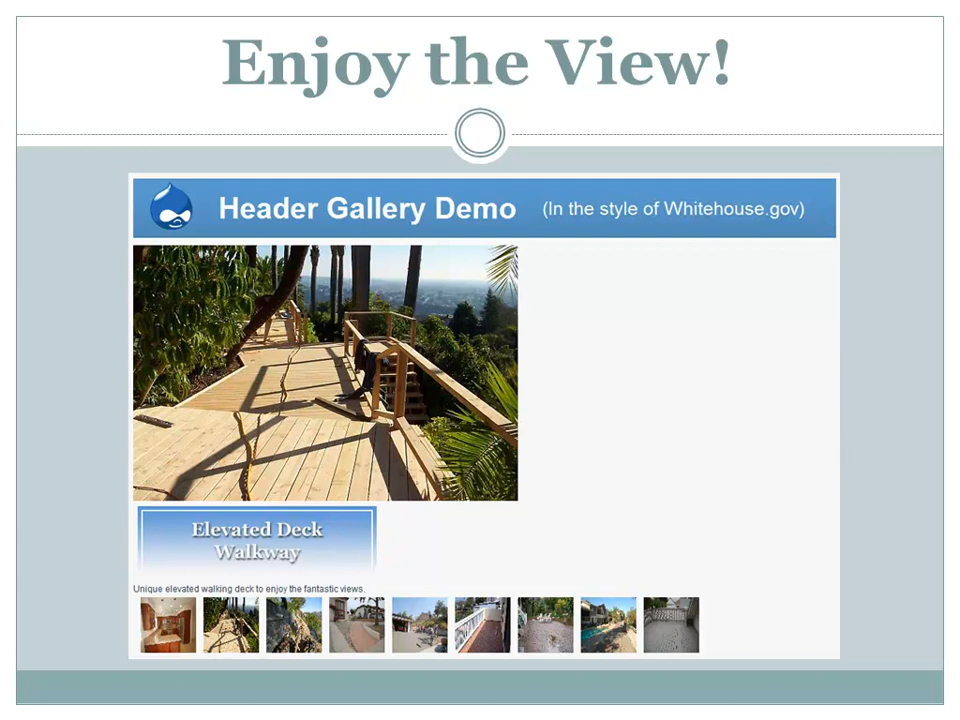 Enjoy the View!
Header Gallery Demo (In the style of Whitehouse.gov)
Elevated Deck
Walkway
Unique elevated walking deck to enjoy the fantastic views.